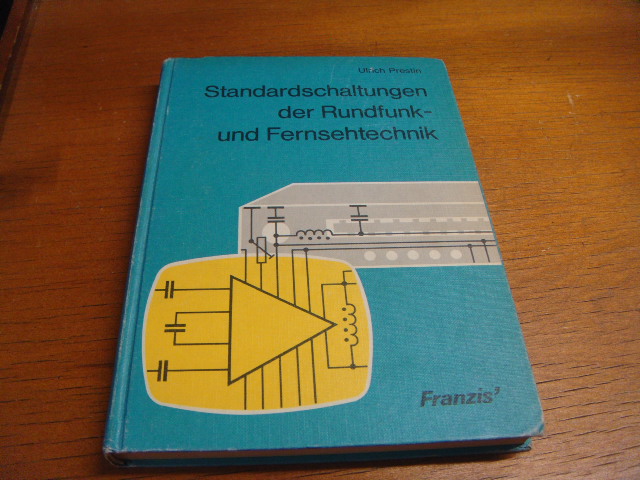 Ulrich Prestin
Standardschaltungen
der Rundfunk-
und Fernsehtechnik
Franzis'